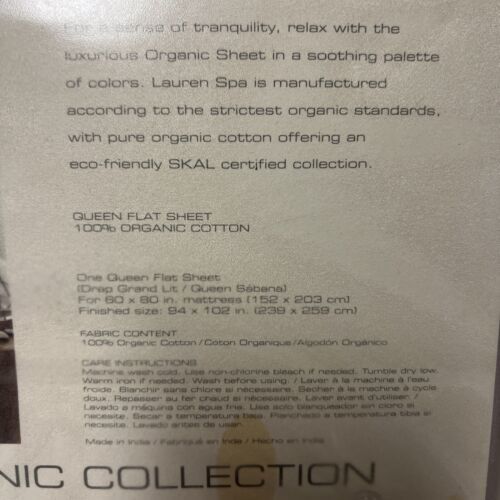 For a sense of tranquility, relax with the
luxurious Organic Sheet in a soothing palette
of colors. Lauren Spa is manufactured
according to the strictest organic standards,
with pure organic cotton offering an
eco-friendly SKAL certified collection.
QUEEN FLAT SHEET
100% ORGANIC COTTON
One Queen Flat Sheet
(Drap Grand Lit / Queen Sábana)
For 60 x 80 in. mattress (152 x 203 cm)
Finished size: 94 x 102 in. (239 x 259 cm)
FABRIC CONTENT
100% Organic Cotton / Coton Organique / Algodón Orgánico
CARE INSTRUCTIONS
Machine wash cold. Use non-chlorine bleach if needed. Tumble dry low.
Warm iron if needed. Wash before using. / Laver à la machine à l'eau
froide. Blanchir sans chlore si nécessaire. Sécher à la machine à cycle
doux. Repasser au fer chaud si nécessaire. Laver avant d'utiliser. /
Lavado a máquina con agua fría. Use solo blanqueador sin cloro si
necesite. Secar a temperatura baja. Planchado a temperatura tibia si
necesite. Lavado antes de usar.
Made in India / Fabriqué en Inde / Hecho en India
NIC COLLECTION